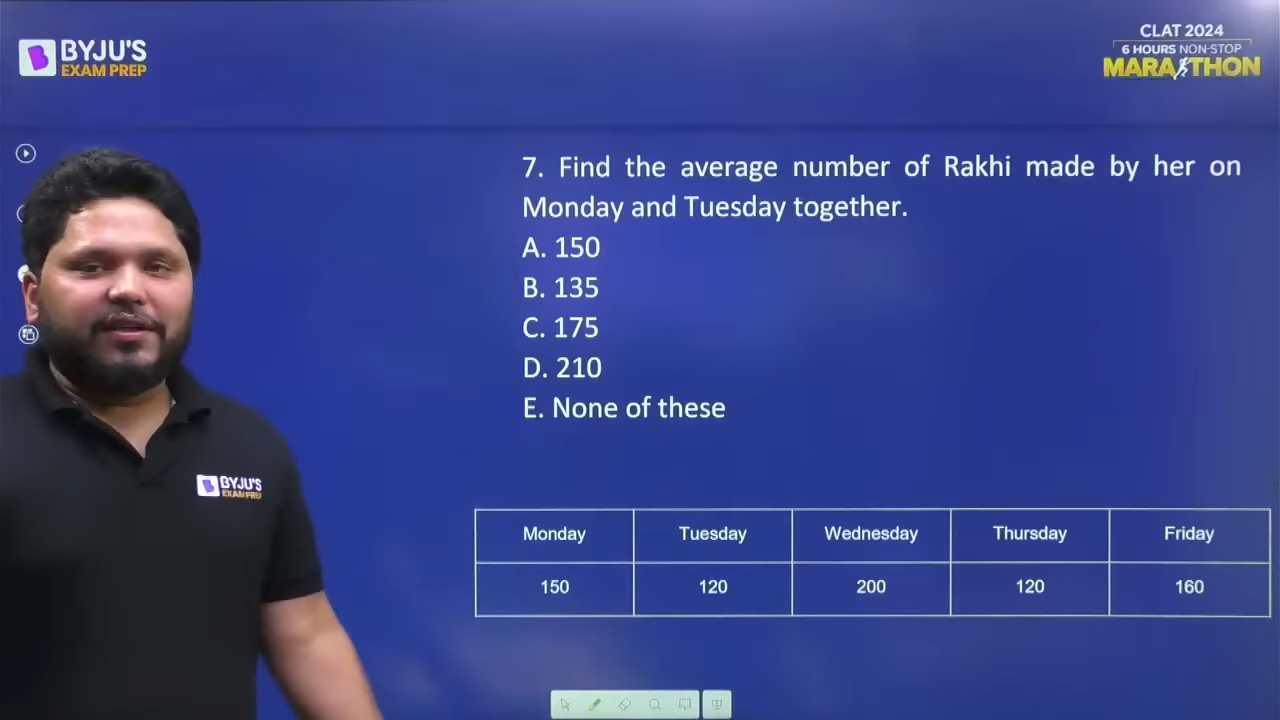 BYJU'S
EXAM PREP
CLAT 2024
6 HOURS NON-STOP
MARATHON
7. Find the average number of Rakhi made by her on
Monday and Tuesday together.
A. 150
B. 135
C. 175
D. 210
E. None of these
BYJU'S
EXAM PREP
Monday Tuesday Wednesday Thursday Friday
150 120 200 120 160